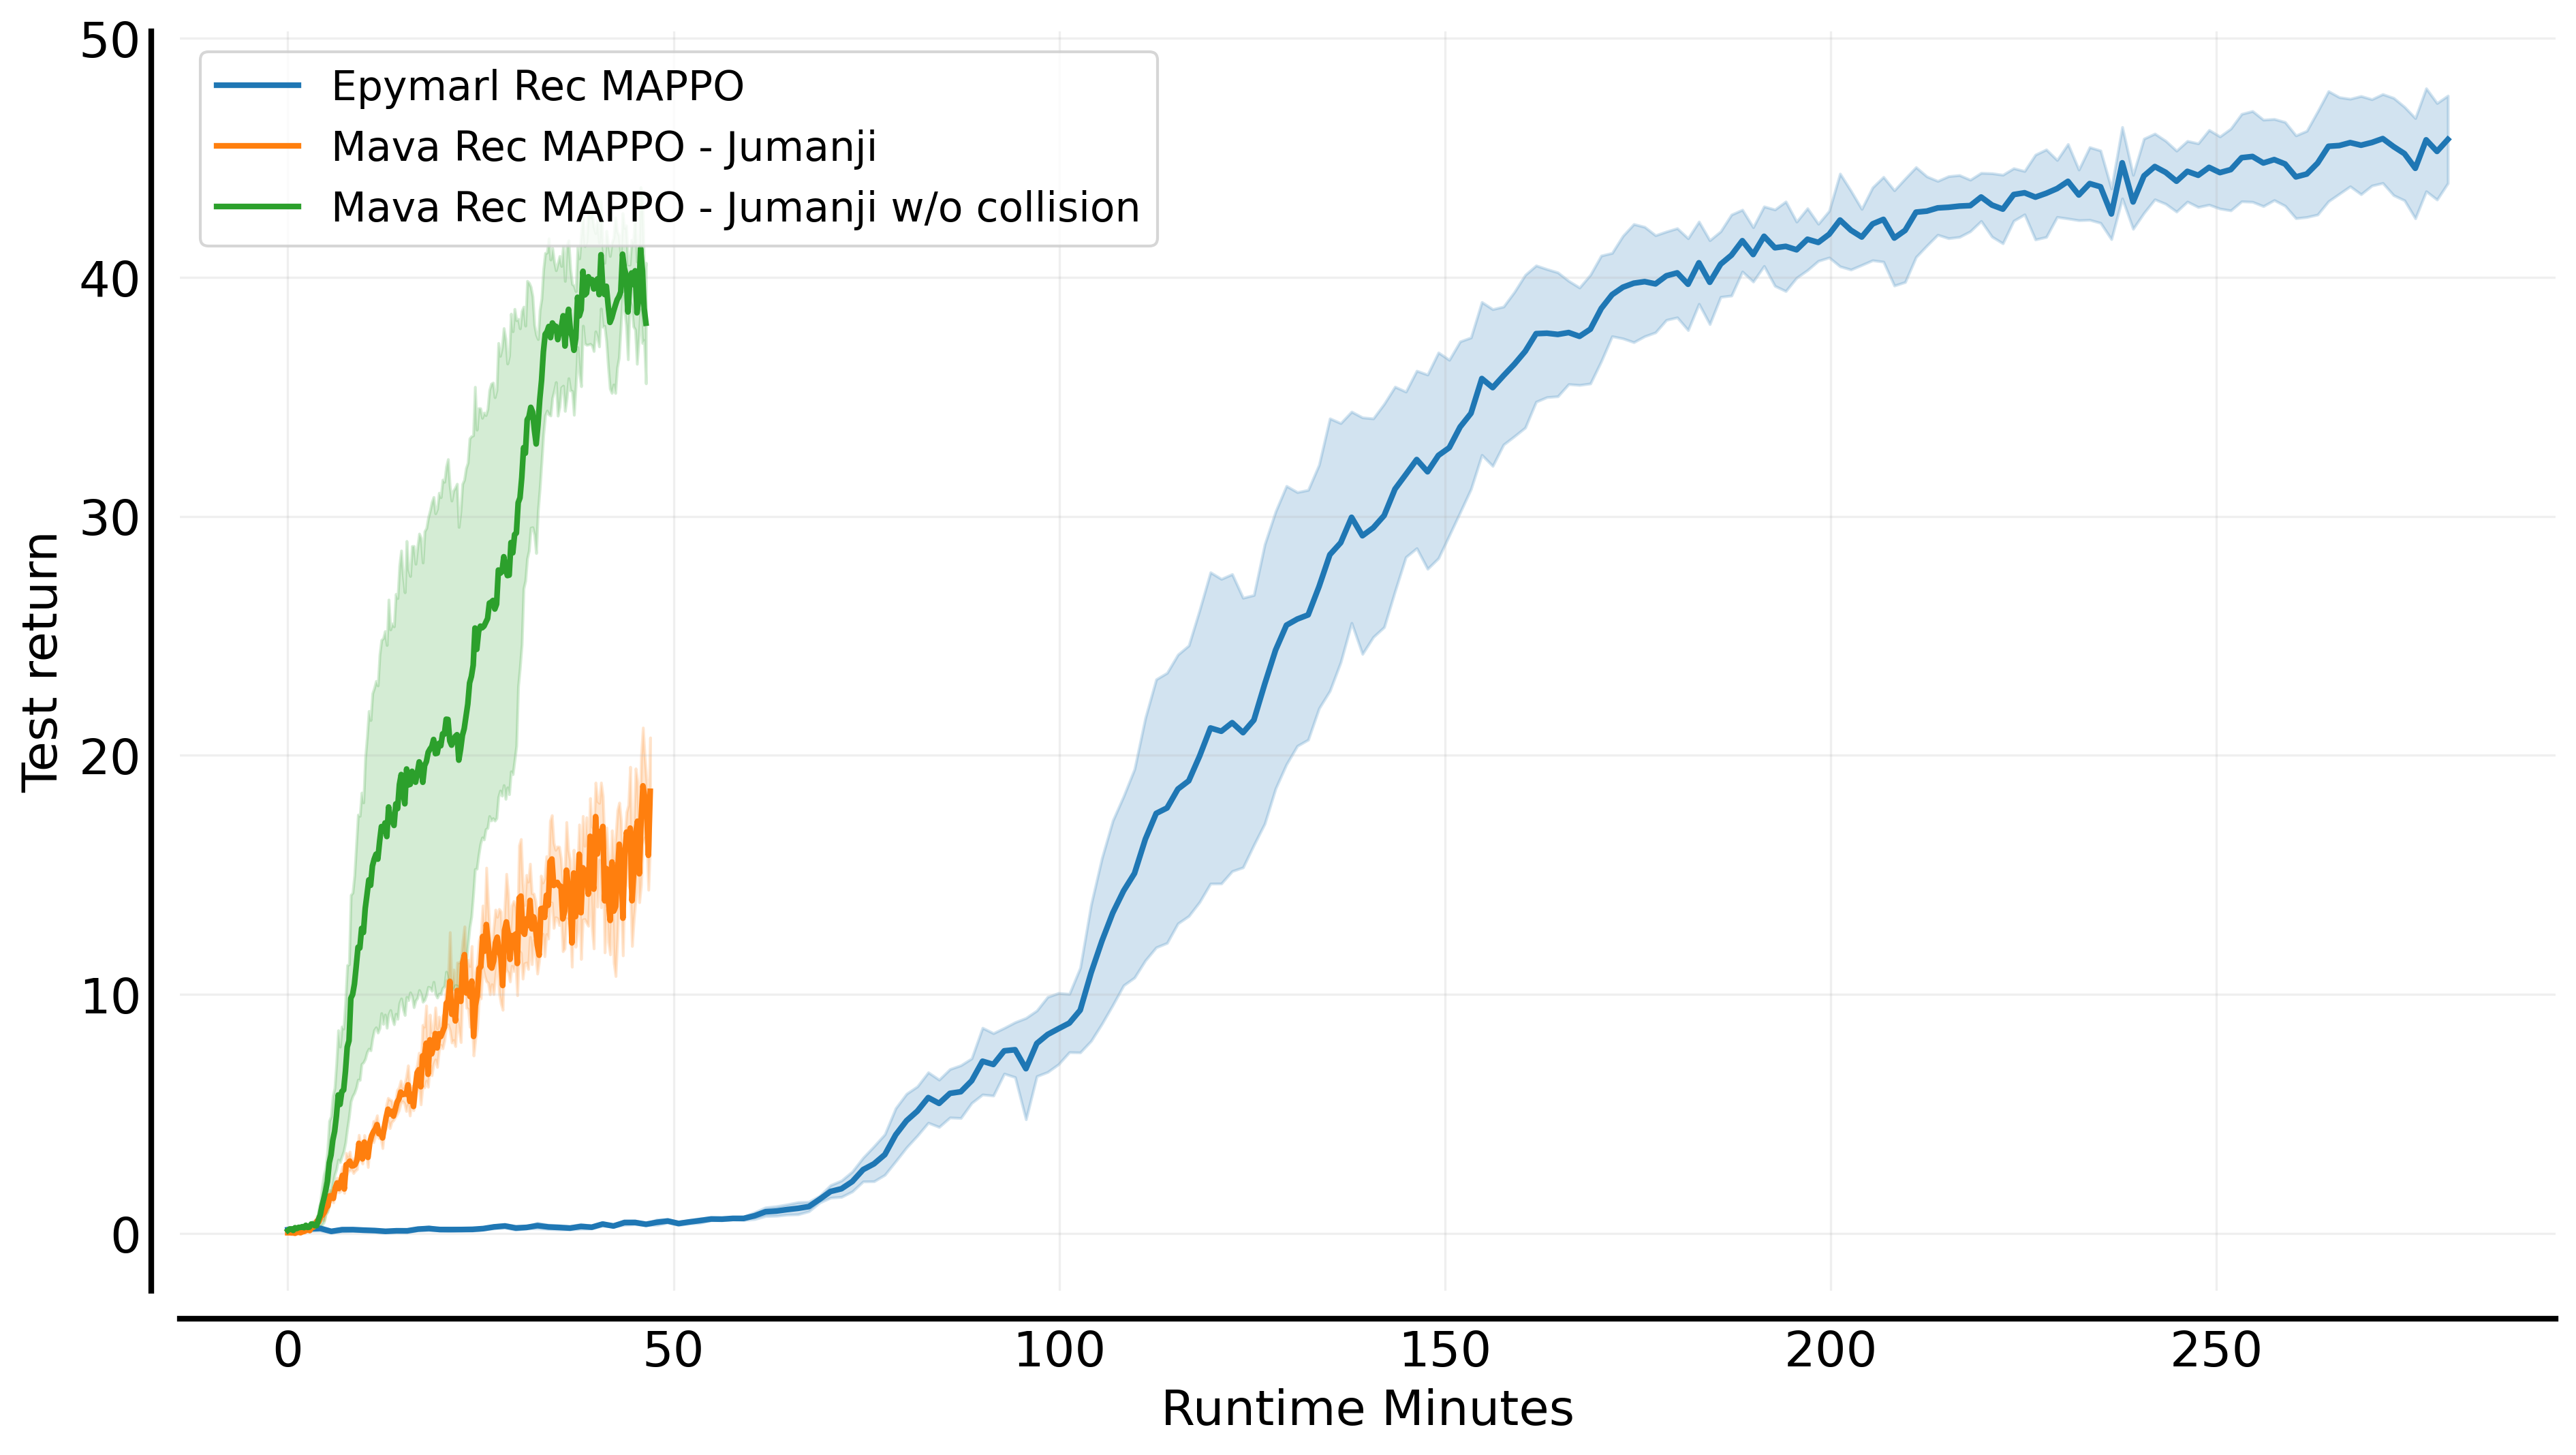 Epymarl Rec MAPPO
Mava Rec MAPPO - Jumanji
Mava Rec MAPPO - Jumanji w/o collision
Test return
50
40
30
20
10
0
0 50 100 150 200 250
Runtime Minutes